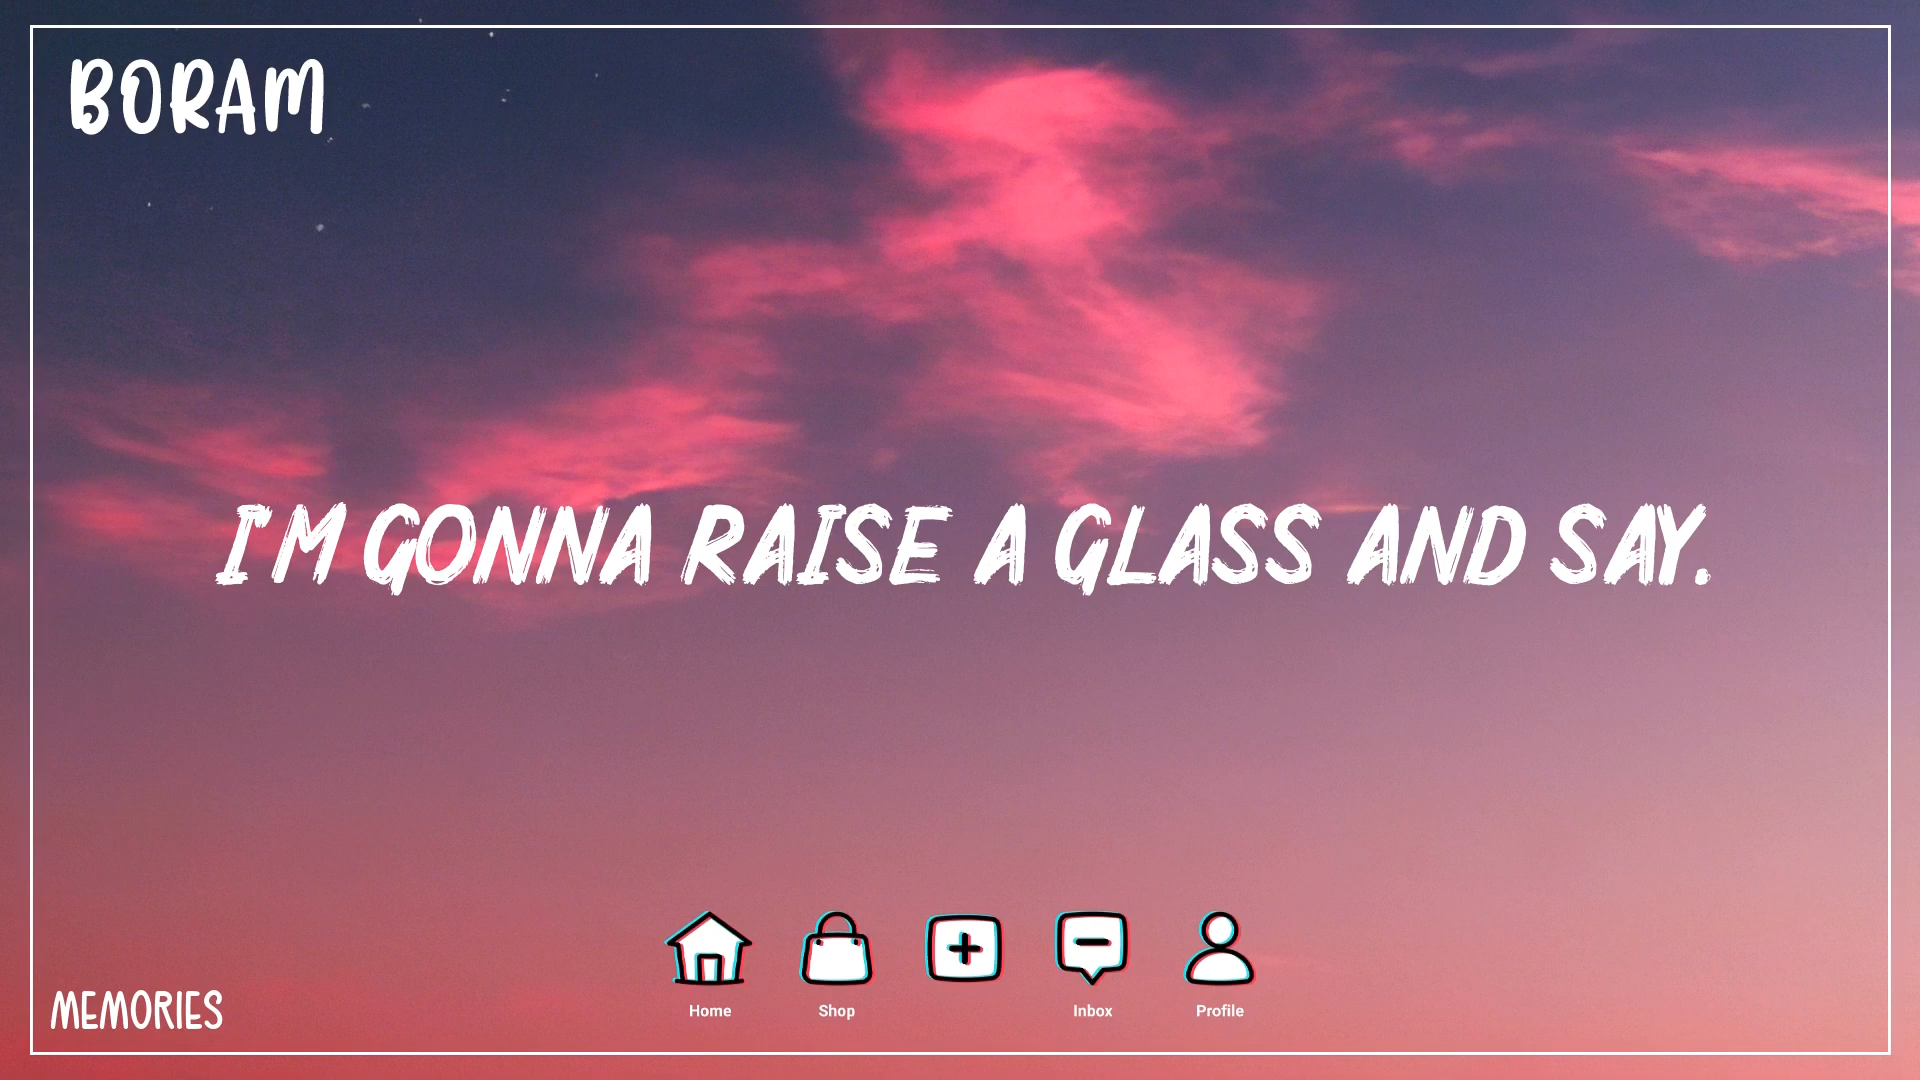 BORAM
I'M GONNA RAISE A GLASS AND SAY.
Home Shop Inbox Profile
MEMORIES